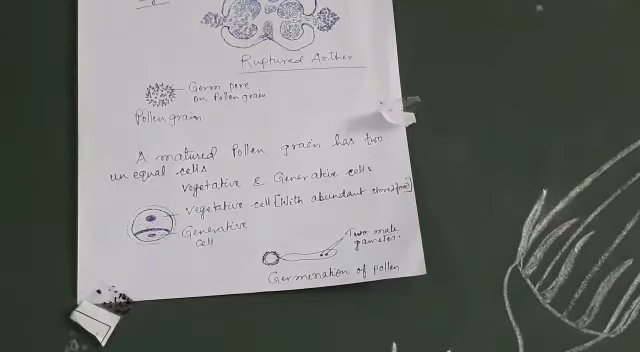 Ruptured Anther
Germ pore
on Pollen grain
Pollen grain
A matured Pollen grain has two
unequal cells
Vegetative & Generative cells
Vegetative cell [With abundant stored food]
Generative
cell
Two male
gametes.
Germination of Pollen